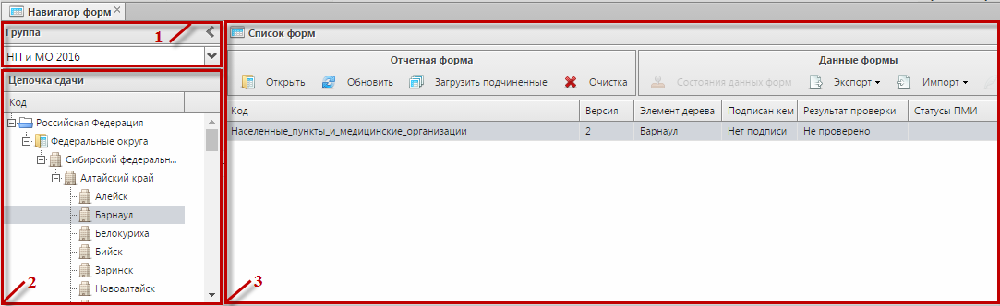 Навигатор форм
Группа
1
НП и МО 2016
Цепочка сдачи
Код
Российская Федерация
Федеральные округа
Сибирский федеральн...
Алтайский край
Алейск
Барнаул
Белокуриха
Бийск
Заринск
Новоалтайск
2
Список форм
Отчетная форма
Данные формы
Открыть Обновить Загрузить подчиненные Очистка Состояния данных форм Экспорт Импорт
Код Версия Элемент дерева Подписан кем Результат проверки Статусы ПМИ
Населенные_пункты_и_медицинские_организации 2 Барнаул Нет подписи Не проверено
3